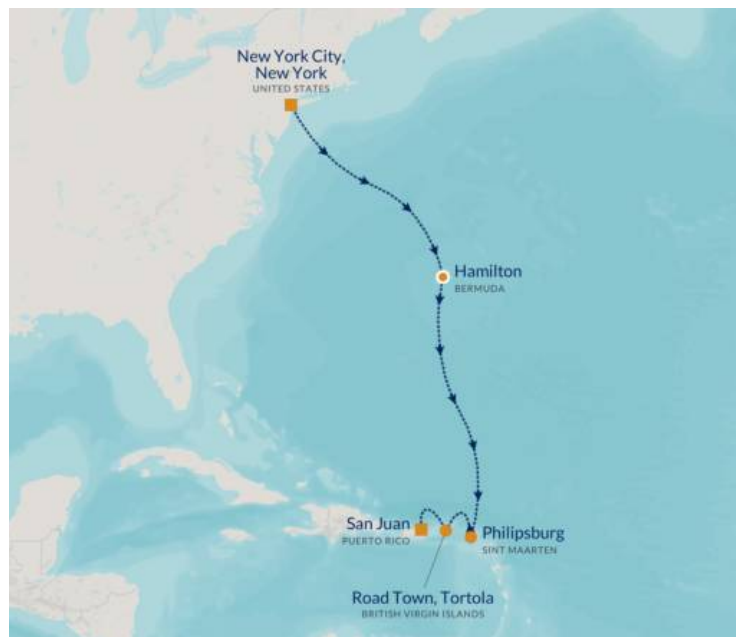 New York City,
New York
UNITED STATES
Hamilton
BERMUDA
San Juan
PUERTO RICO
Philipsburg
SINT MAARTEN
Road Town, Tortola
BRITISH VIRGIN ISLANDS